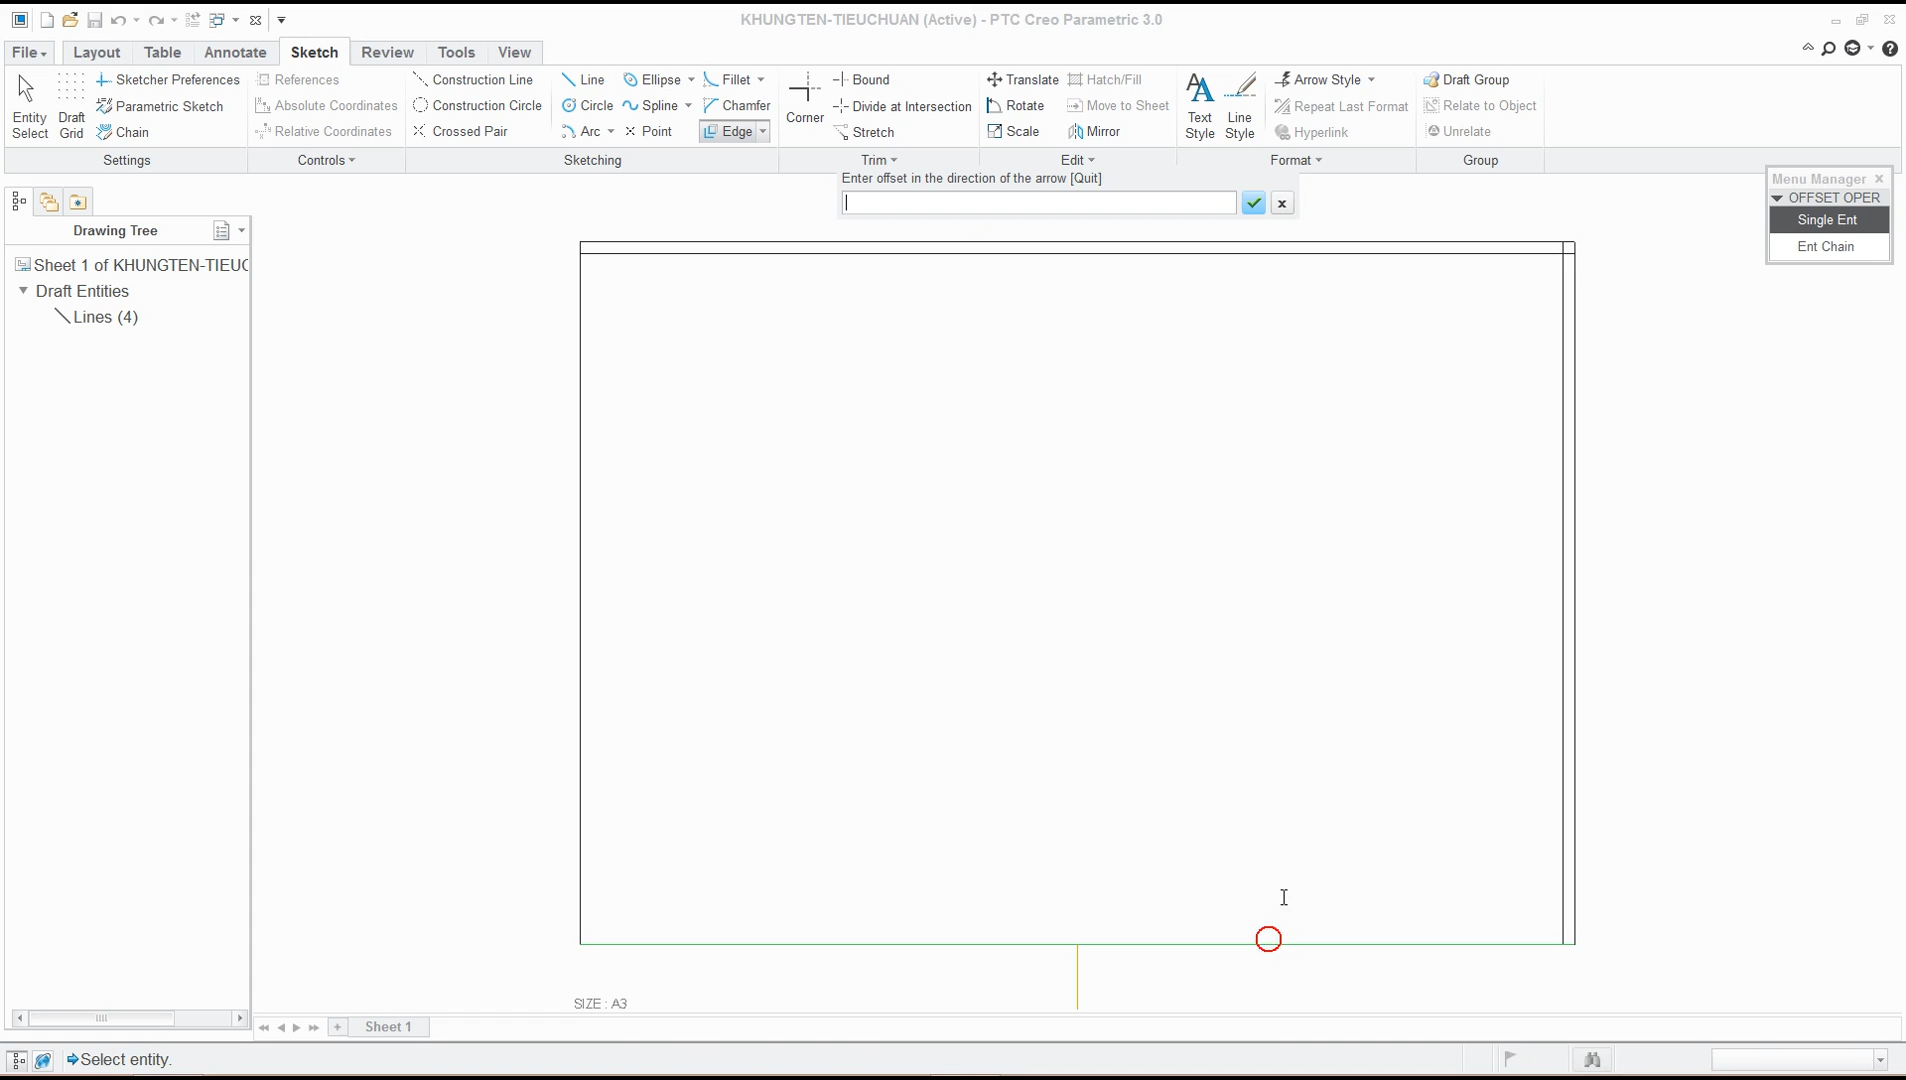 KHUNGTEN-TIEUCHUAN (Active) - PTC Creo Parametric 3.0
File Layout Table Annotate Sketch Review Tools View
Entity Select
Draft Grid
Sketcher Preferences
Parametric Sketch
Chain
Settings
References
Absolute Coordinates
Relative Coordinates
Controls
Construction Line
Construction Circle
Crossed Pair
Line
Circle
Arc
Ellipse
Spline
Point
Fillet
Chamfer
Edge
Sketching
Corner
Bound
Divide at Intersection
Stretch
Trim
Translate
Rotate
Scale
Hatch/Fill
Move to Sheet
Mirror
Edit
Text Style
Line Style
Arrow Style
Repeat Last Format
Hyperlink
Format
Draft Group
Relate to Object
Unrelate
Group
Enter offset in the direction of the arrow [Quit]
Menu Manager
OFFSET OPER
Single Ent
Ent Chain
Drawing Tree
Sheet 1 of KHUNGTEN-TIEUC
Draft Entities
Lines (4)
SIZE : A3
Sheet 1
Select entity.